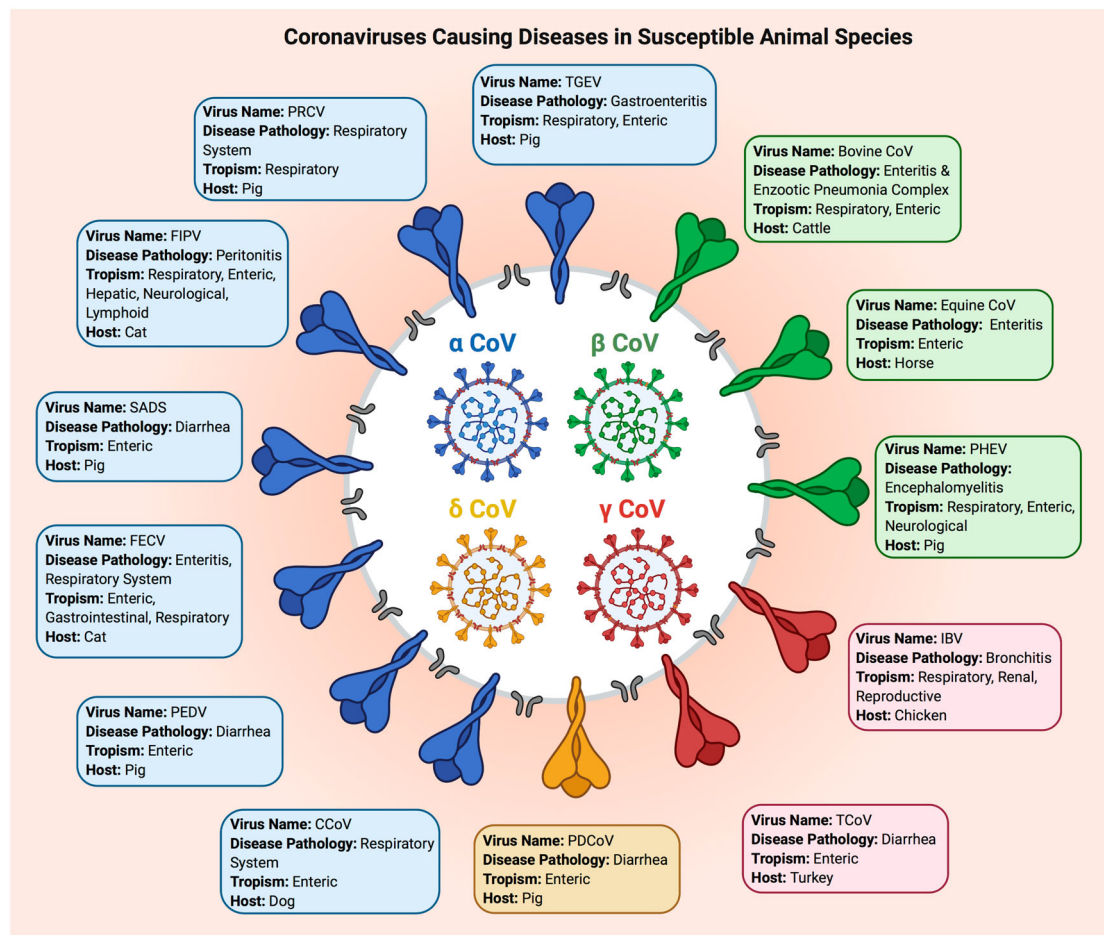 Coronaviruses Causing Diseases in Susceptible Animal Species
Virus Name: TGEV
Disease Pathology: Gastroenteritis
Tropism: Respiratory, Enteric
Host: Pig
Virus Name: PRCV
Disease Pathology: Respiratory
System
Tropism: Respiratory
Host: Pig
Virus Name: Bovine CoV
Disease Pathology: Enteritis &
Enzootic Pneumonia Complex
Tropism: Respiratory, Enteric
Host: Cattle
Virus Name: FIPV
Disease Pathology: Peritonitis
Tropism: Respiratory, Enteric,
Hepatic, Neurological,
Lymphoid
Host: Cat
Virus Name: Equine CoV
Disease Pathology: Enteritis
Tropism: Enteric
Host: Horse
α CoV
β CoV
Virus Name: SADS
Disease Pathology: Diarrhea
Tropism: Enteric
Host: Pig
Virus Name: PHEV
Disease Pathology:
Encephalomyelitis
Tropism: Respiratory, Enteric,
Neurological
Host: Pig
δ CoV
γ CoV
Virus Name: FECV
Disease Pathology: Enteritis,
Respiratory System
Tropism: Enteric,
Gastrointestinal, Respiratory
Host: Cat
Virus Name: IBV
Disease Pathology: Bronchitis
Tropism: Respiratory, Renal,
Reproductive
Host: Chicken
Virus Name: PEDV
Disease Pathology: Diarrhea
Tropism: Enteric
Host: Pig
Virus Name: CCoV
Disease Pathology: Respiratory
System
Tropism: Enteric
Host: Dog
Virus Name: PDCoV
Disease Pathology: Diarrhea
Tropism: Enteric
Host: Pig
Virus Name: TCoV
Disease Pathology: Diarrhea
Tropism: Enteric
Host: Turkey